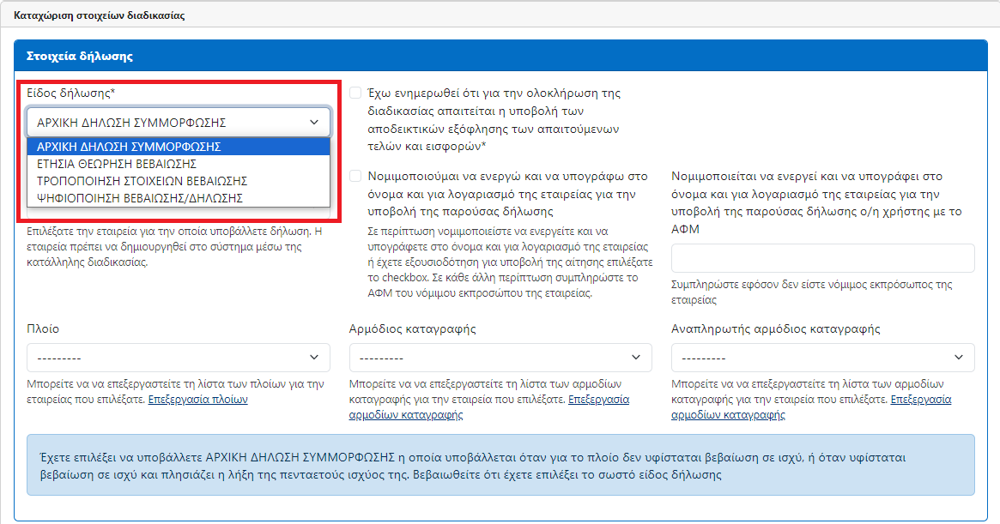 Καταχώριση στοιχείων διαδικασίας
Στοιχεία δήλωσης
Είδος δήλωσης*
ΑΡΧΙΚΗ ΔΗΛΩΣΗ ΣΥΜΜΟΡΦΩΣΗΣ
ΑΡΧΙΚΗ ΔΗΛΩΣΗ ΣΥΜΜΟΡΦΩΣΗΣ
ΕΤΗΣΙΑ ΘΕΩΡΗΣΗ ΒΕΒΑΙΩΣΗΣ
ΤΡΟΠΟΠΟΙΗΣΗ ΣΤΟΙΧΕΙΩΝ ΒΕΒΑΙΩΣΗΣ
ΨΗΦΙΟΠΟΙΗΣΗ ΒΕΒΑΙΩΣΗΣ/ΔΗΛΩΣΗΣ
Επιλέξατε την εταιρεία για την οποία υποβάλλετε δήλωση. Η
εταιρεία πρέπει να δημιουργηθεί στο σύστημα μέσω της
κατάλληλης διαδικασίας.
Έχω ενημερωθεί ότι για την ολοκλήρωση της
διαδικασίας απαιτείται η υποβολή των
αποδεικτικών εξόφλησης των απαιτούμενων
τελών και εισφορών*
Νομιμοποιούμαι να ενεργώ και να υπογράφω στο
όνομα και για λογαριασμό της εταιρείας για την
υποβολή της παρούσας δήλωσης
Σε περίπτωση νομιμοποιείστε να ενεργείτε και να
υπογράφετε στο όνομα και για λογαριασμό της εταιρείας
ή έχετε εξουσιοδότηση για υποβολή της αίτησης επιλέξατε
το checkbox. Σε κάθε άλλη περίπτωση συμπληρώστε το
ΑΦΜ του νόμιμου εκπροσώπου της εταιρείας.
Νομιμοποιείται να ενεργεί και να υπογράφει στο
όνομα και για λογαριασμό της εταιρείας για την
υποβολή της παρούσας δήλωσης ο/η χρήστης με το
ΑΦΜ
Συμπληρώστε εφόσον δεν είστε νόμιμος εκπρόσωπος της
εταιρείας
Πλοίο
---------
Μπορείτε να να επεξεργαστείτε τη λίστα των πλοίων για την
εταιρείας που επιλέξατε. Επεξεργασία πλοίων
Αρμόδιος καταγραφής
---------
Μπορείτε να να επεξεργαστείτε τη λίστα των αρμοδίων
καταγραφής για την εταιρεία που επιλέξατε. Επεξεργασία
αρμοδίων καταγραφής
Αναπληρωτής αρμόδιος καταγραφής
---------
Μπορείτε να να επεξεργαστείτε τη λίστα των αρμοδίων
καταγραφής για την εταιρεία που επιλέξατε. Επεξεργασία
αρμοδίων καταγραφής
Έχετε επιλέξει να υποβάλλετε ΑΡΧΙΚΗ ΔΗΛΩΣΗ ΣΥΜΜΟΡΦΩΣΗΣ η οποία υποβάλλεται όταν για το πλοίο δεν υφίσταται βεβαίωση σε ισχύ, ή όταν υφίσταται
βεβαίωση σε ισχύ και πλησιάζει η λήξη της πενταετούς ισχύος της. Βεβαιωθείτε ότι έχετε επιλέξει το σωστό είδος δήλωσης